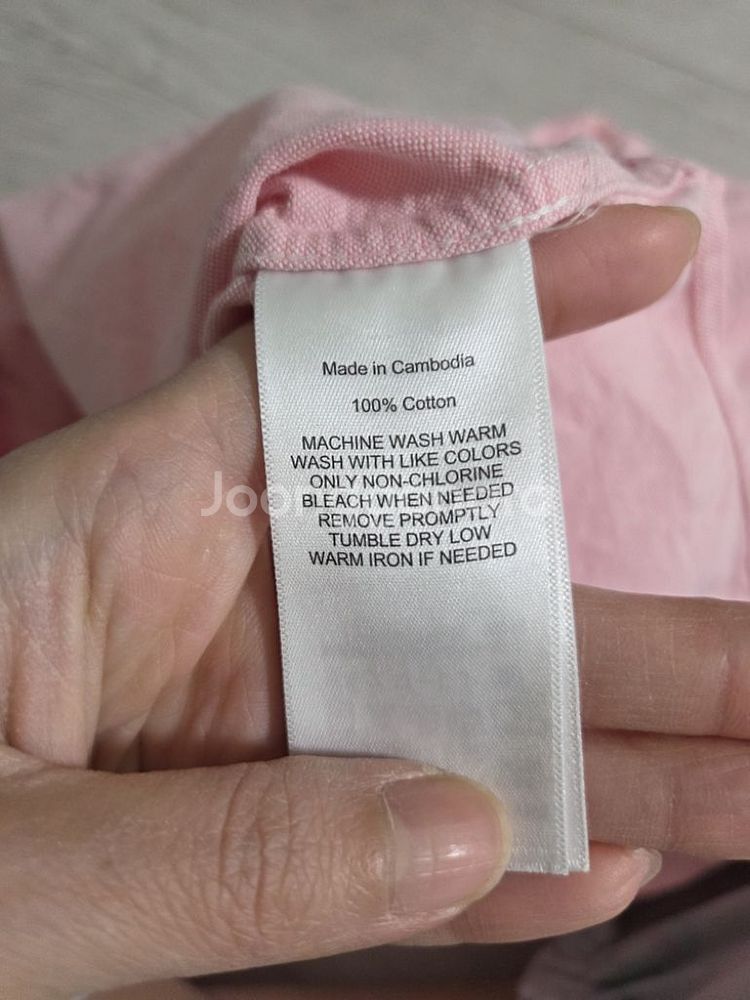 Made in Cambodia
100% Cotton
MACHINE WASH WARM
WASH WITH LIKE COLORS
ONLY NON-CHLORINE
BLEACH WHEN NEEDED
REMOVE PROMPTLY
TUMBLE DRY LOW
WARM IRON IF NEEDED